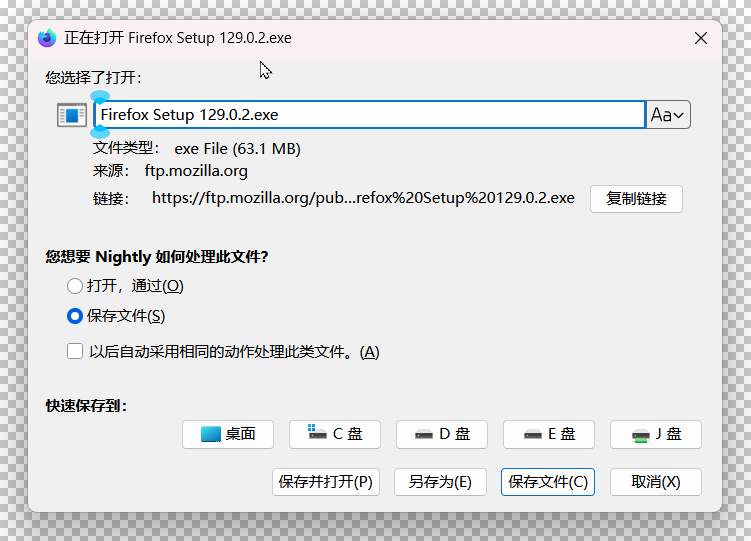 正在打开 Firefox Setup 129.0.2.exe
您选择了打开：
Firefox Setup 129.0.2.exe
Aa
文件类型： exe File (63.1 MB)
来源： ftp.mozilla.org
链接： https://ftp.mozilla.org/pub...refox%20Setup%20129.0.2.exe 复制链接
您想要 Nightly 如何处理此文件？
打开，通过(O)
保存文件(S)
以后自动采用相同的动作处理此类文件。(A)
快速保存到：
桌面 C 盘 D 盘 E 盘 J 盘
保存并打开(P) 另存为(E) 保存文件(C) 取消(X)